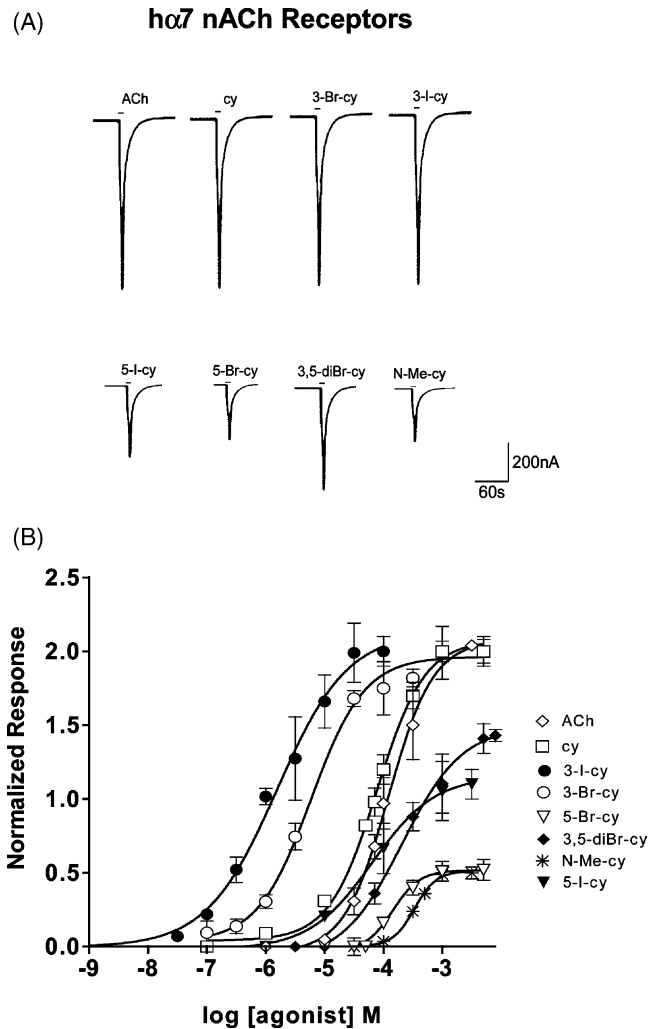 (A)
hα7 nACh Receptors
ACh
cy
3-Br-cy
3-I-cy
5-I-cy
5-Br-cy
3,5-diBr-cy
N-Me-cy
200nA
60s
(B)
Normalized Response
2.5
2.0
1.5
1.0
0.5
0.0
-9
-8
-7
-6
-5
-4
-3
log [agonist] M
ACh
cy
3-I-cy
3-Br-cy
5-Br-cy
3,5-diBr-cy
N-Me-cy
5-I-cy